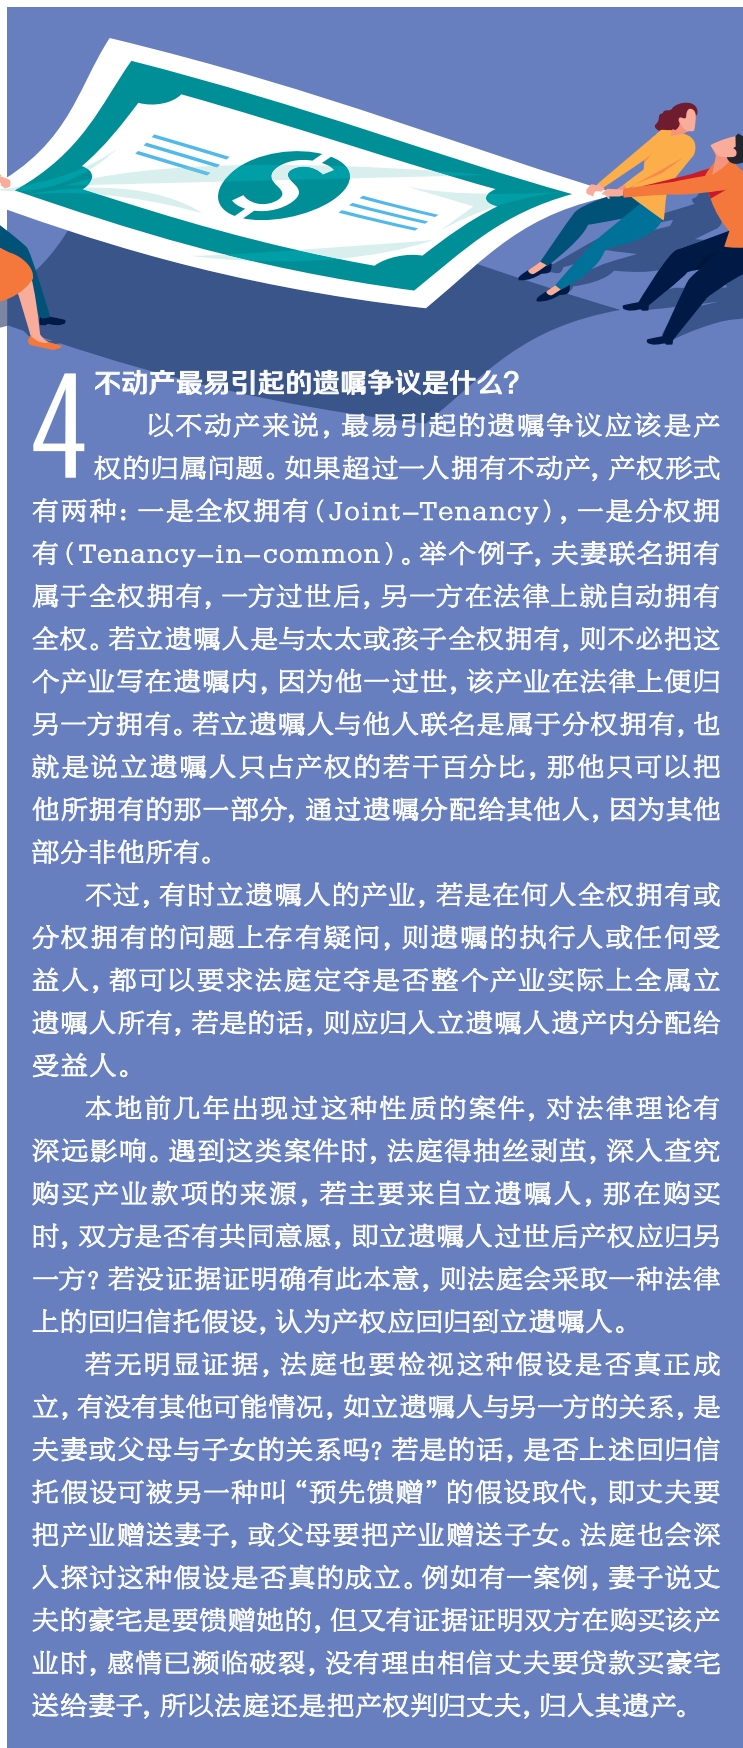 4
不动产最易引起的遗嘱争议是什么？
以不动产来说，最易引起的遗嘱争议应该是产
权的归属问题。如果超过一人拥有不动产，产权形式
有两种：一是全权拥有（Joint-Tenancy），一是分权拥
有（Tenancy-in-common）。举个例子，夫妻联名拥有
属于全权拥有，一方过世后，另一方在法律上就自动拥有
全权。若立遗嘱人是与太太或孩子全权拥有，则不必把这
个产业写在遗嘱内，因为他一过世，该产业在法律上便归
另一方拥有。若立遗嘱人与他人联名是属于分权拥有，也
就是说立遗嘱人只占产权的若干百分比，那他只可以把
他所拥有的那一部分，通过遗嘱分配给其他人，因为其他
部分非他所有。
不过，有时立遗嘱人的产业，若是在何人全权拥有或
分权拥有的问题上存有疑问，则遗嘱的执行人或任何受
益人，都可以要求法庭定夺是否整个产业实际上全属立
遗嘱人所有，若是的话，则应归入立遗嘱人遗产内分配给
受益人。
本地前几年出现过这种性质的案件，对法律理论有
深远影响。遇到这类案件时，法庭得抽丝剥茧，深入查究
购买产业款项的来源，若主要来自立遗嘱人，那在购买
时，双方是否有共同意愿，即立遗嘱人过世后产权应归另
一方？若没证据证明确有此本意，则法庭会采取一种法律
上的回归信托假设，认为产权应回归到立遗嘱人。
若无明显证据，法庭也要检视这种假设是否真正成
立，有没有其他可能情况，如立遗嘱人与另一方的关系，是
夫妻或父母与子女的关系吗？若是的话，是否上述回归信
托假设可被另一种叫“预先馈赠”的假设取代，即丈夫要
把产业赠送妻子，或父母要把产业赠送子女。法庭也会深
入探讨这种假设是否真的成立。例如有一案例，妻子说丈
夫的豪宅是要馈赠她的，但又有证据证明双方在购买该产
业时，感情已濒临破裂，没有理由相信丈夫要贷款买豪宅
送给妻子，所以法庭还是把产权判归丈夫，归入其遗产。